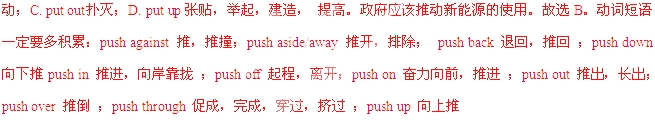 动；C. put out扑灭；D. put up 张贴，举起，建造， 提高。政府应该推动新能源的使用。故选 B。动词短语
一定要多积累：push against 推，推撞；push aside/away 推开，排除； push back 退回，推回 ；push down
向下推 push in 推进，向岸靠拢 ；push off 起程，离开；push on 奋力向前，推进 ；push out 推出，长出；
push over 推倒 ；push through 促成，完成，穿过，挤过 ；push up 向上推